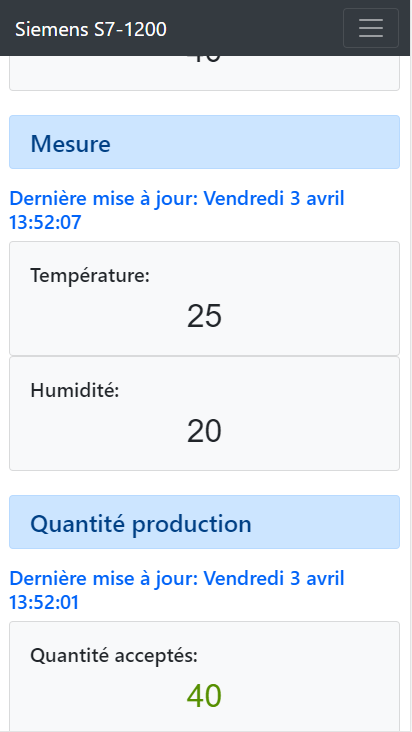 Siemens S7-1200
40
Mesure
Dernière mise à jour: Vendredi 3 avril
13:52:07
Température:
25
Humidité:
20
Quantité production
Dernière mise à jour: Vendredi 3 avril
13:52:01
Quantité acceptés:
40